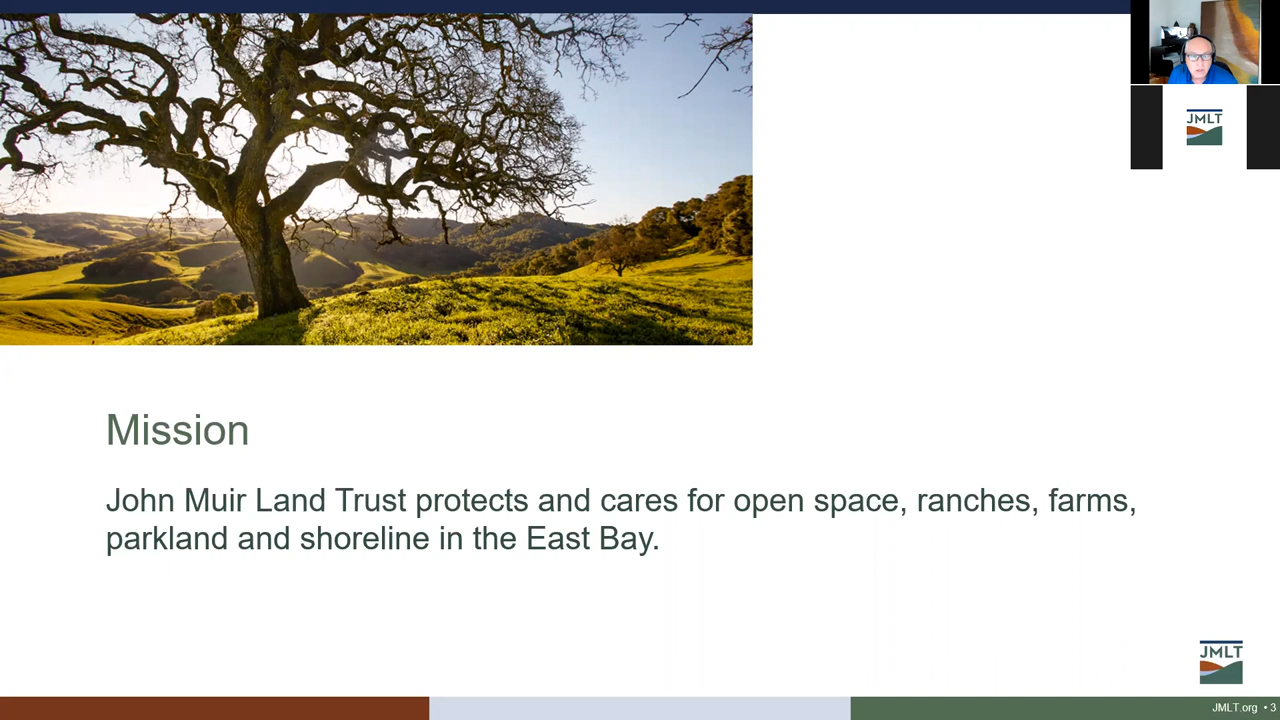 JMLT
Mission
John Muir Land Trust protects and cares for open space, ranches, farms,
parkland and shoreline in the East Bay.
JMLT
JMLT.org • 3